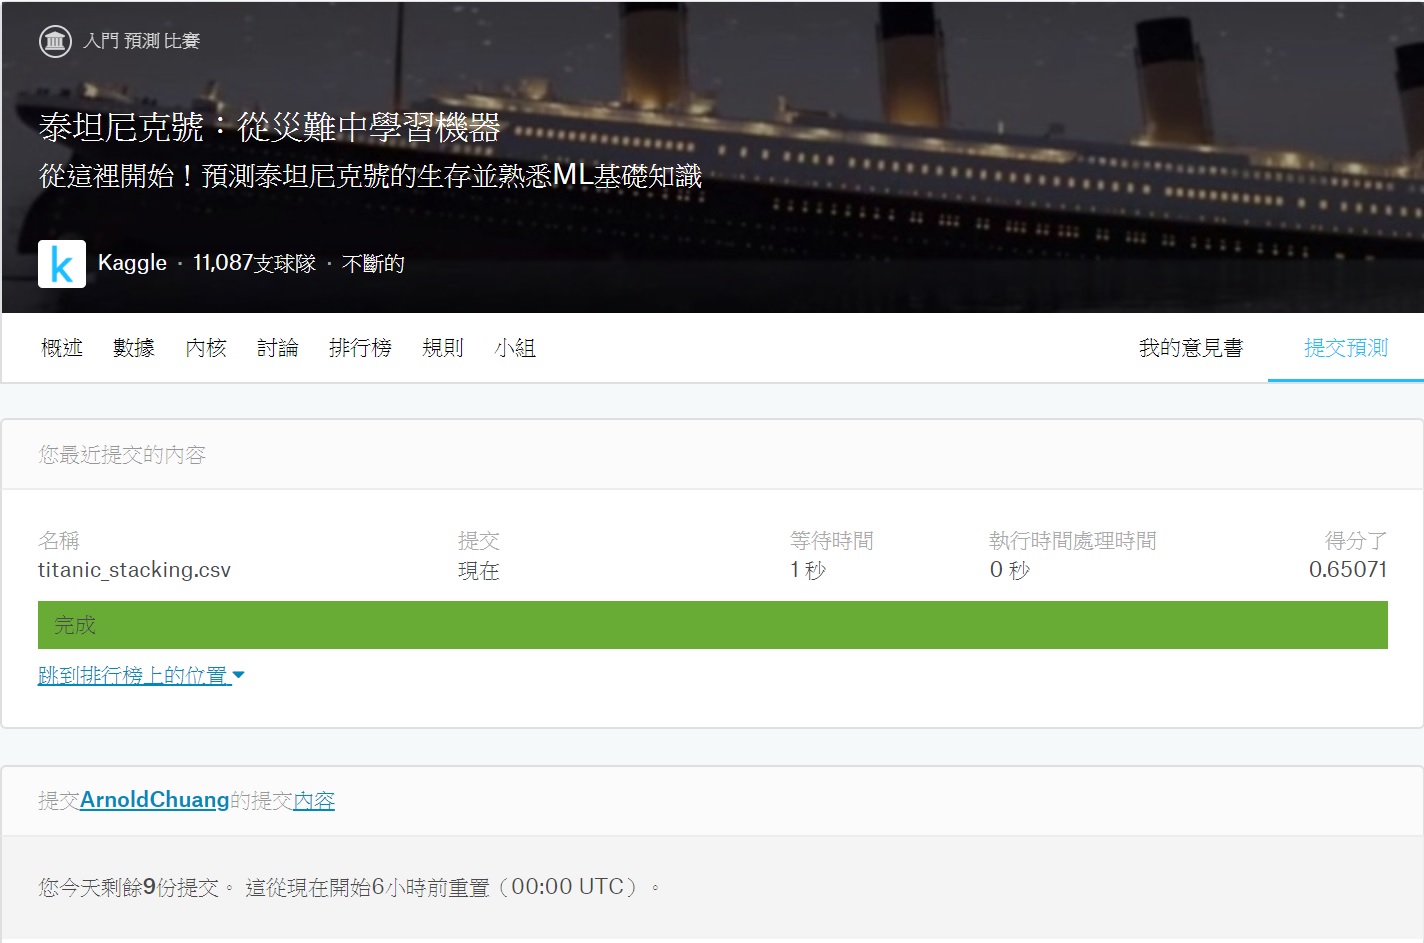 入門 預測 比賽
泰坦尼克號：從災難中學習機器
從這裡開始！預測泰坦尼克號的生存並熟悉ML基礎知識
k Kaggle · 11,087支球隊 · 不斷的
概述 數據 內核 討論 排行榜 規則 小組 我的意見書 提交預測
您最近提交的內容
名稱 提交 等待時間 執行時間處理時間 得分了
titanic_stacking.csv 現在 1 秒 0 秒 0.65071
完成
跳到排行榜上的位置
提交ArnoldChuang的提交內容
您今天剩餘9份提交。 這從現在開始6小時前重置（00:00 UTC）。